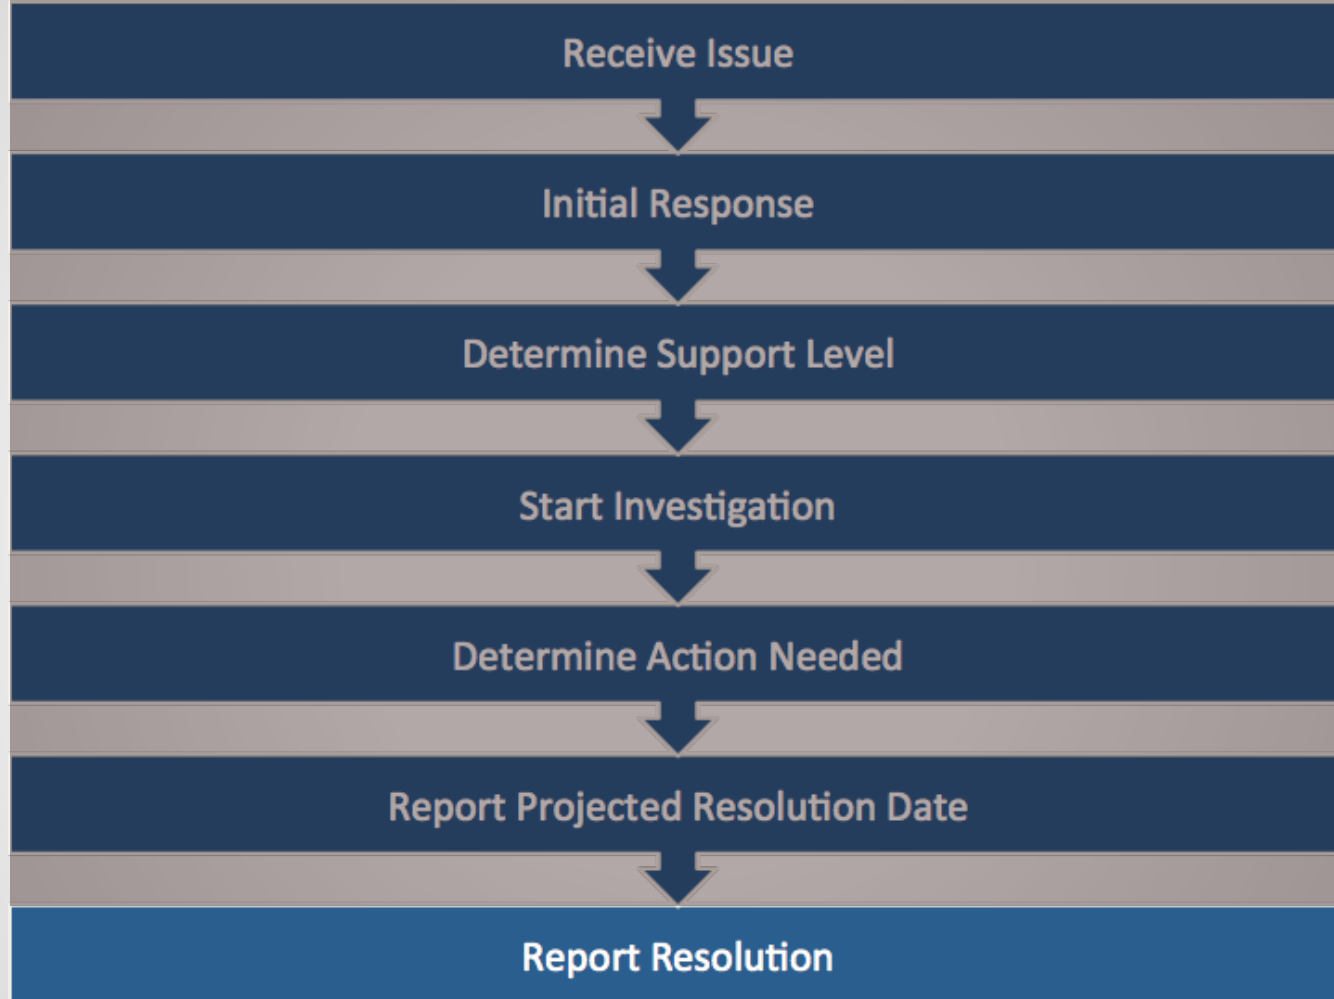 Receive Issue
Initial Response
Determine Support Level
Start Investigation
Determine Action Needed
Report Projected Resolution Date
Report Resolution